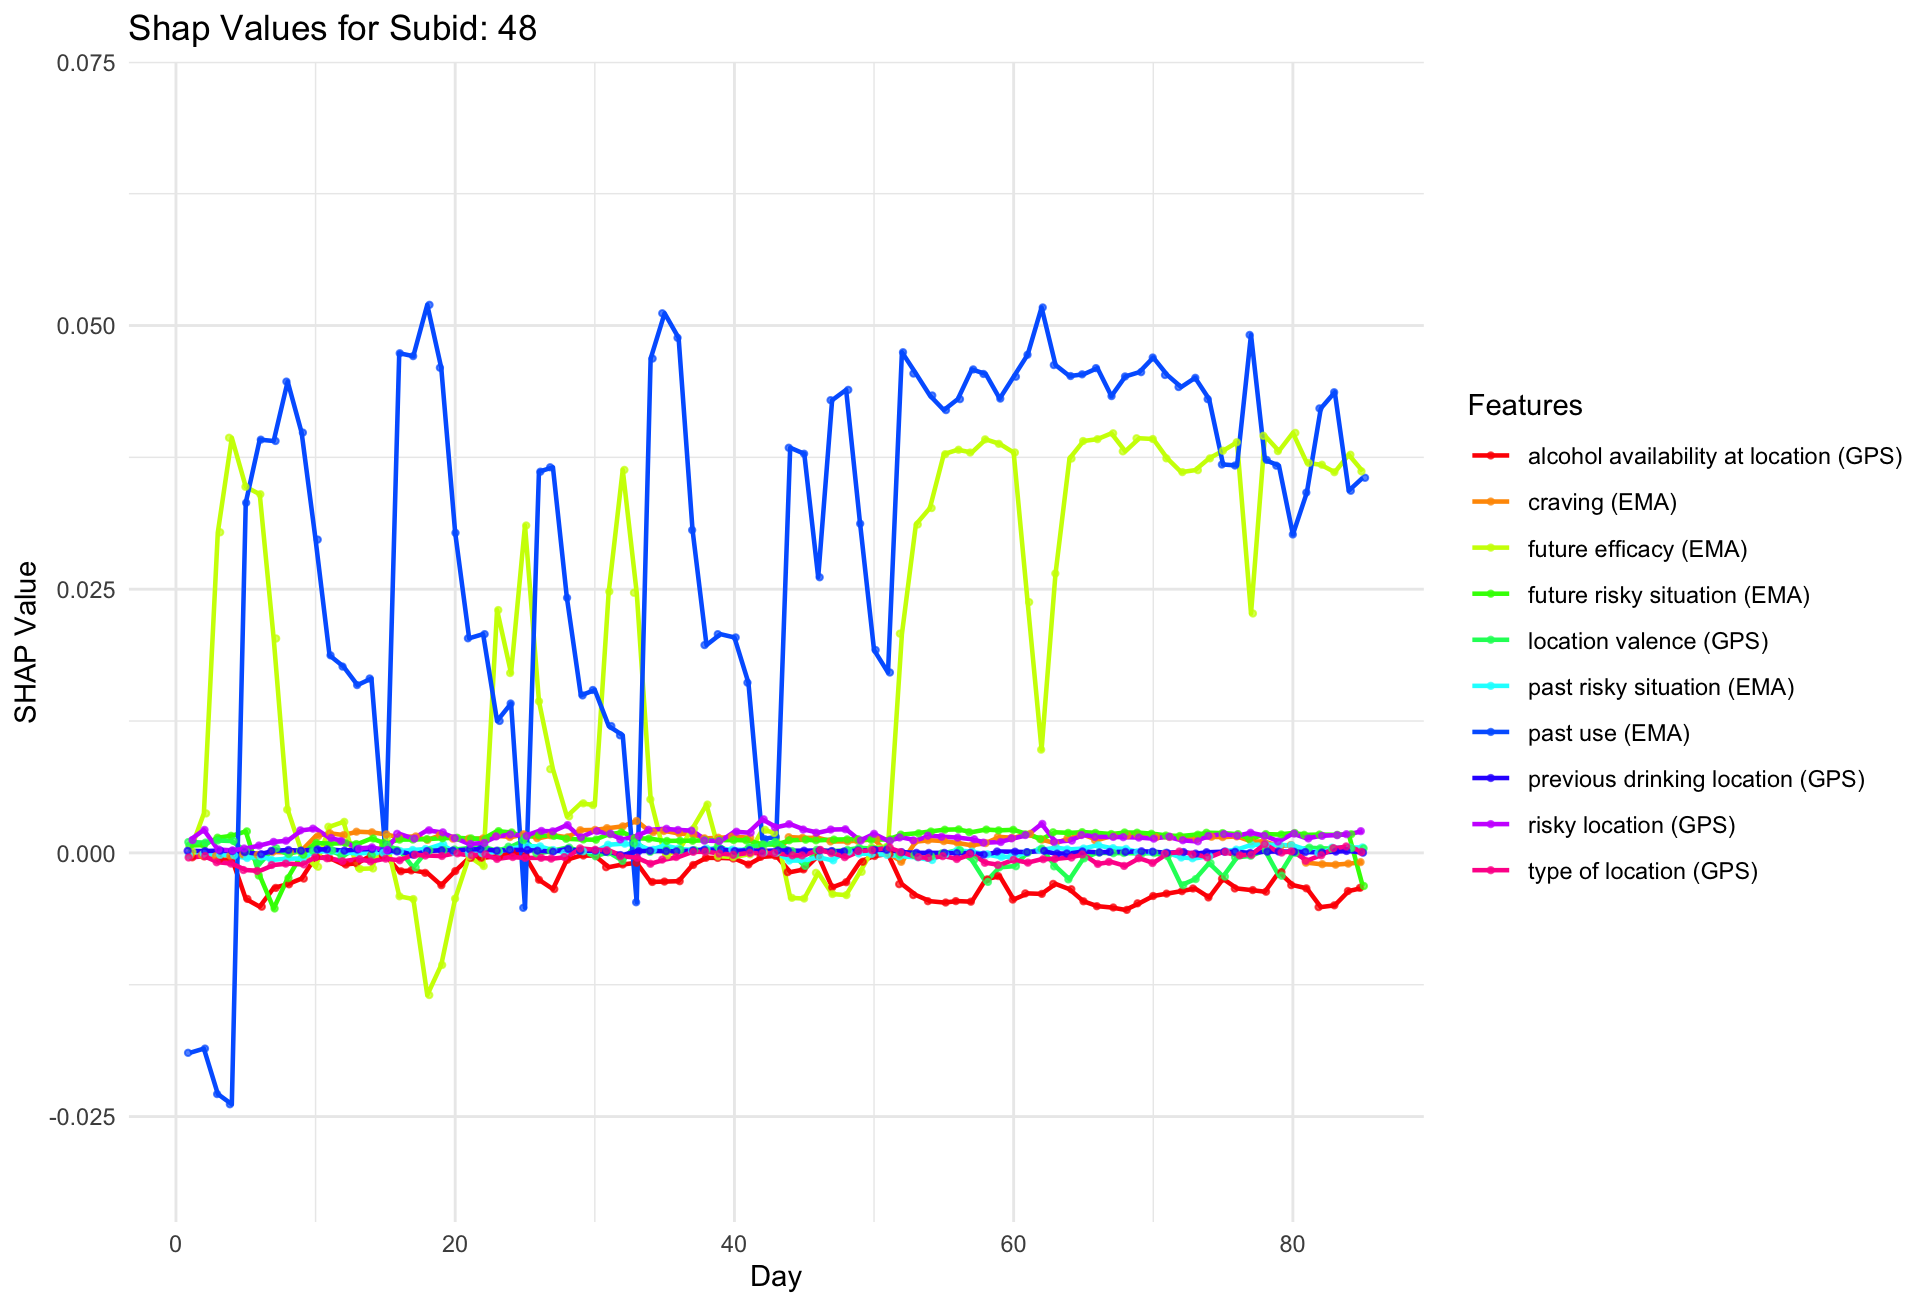 Shap Values for Subid: 48
0.075
0.050
0.025
0.000
-0.025
SHAP Value
0 20 40 60 80
Day
Features
alcohol availability at location (GPS)
craving (EMA)
future efficacy (EMA)
future risky situation (EMA)
location valence (GPS)
past risky situation (EMA)
past use (EMA)
previous drinking location (GPS)
risky location (GPS)
type of location (GPS)